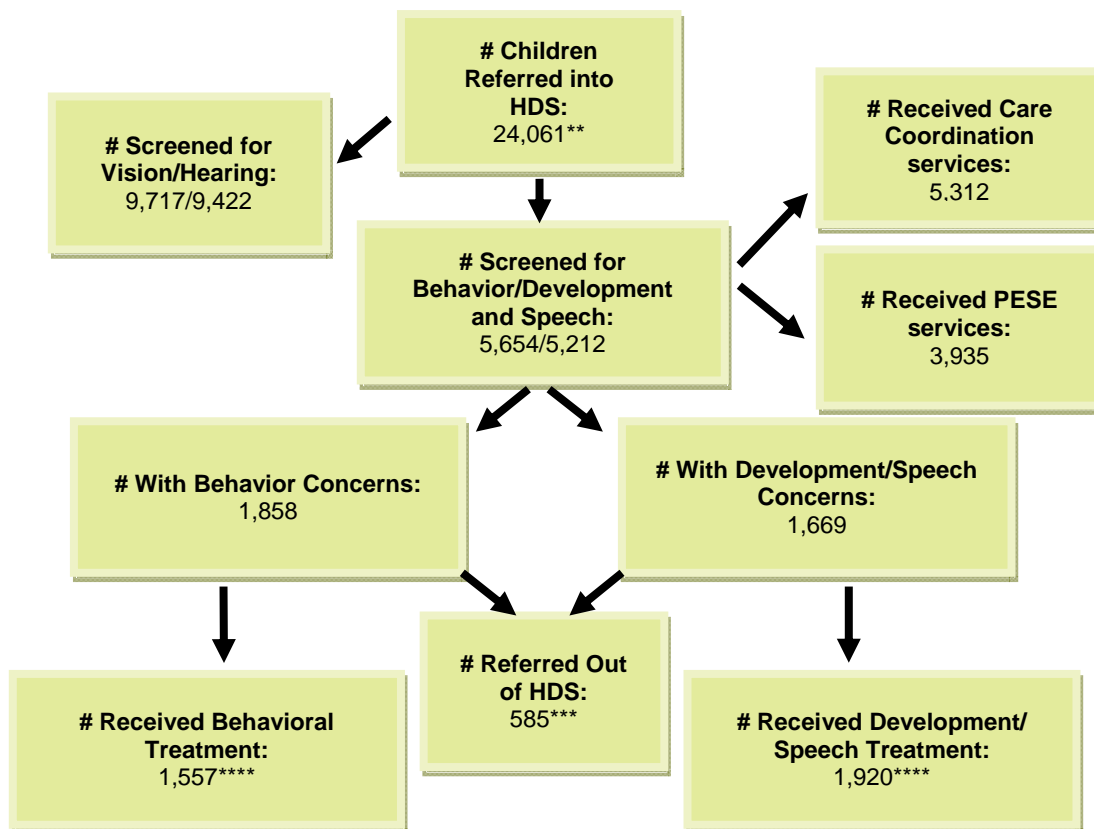 # Children
Referred into
HDS:
24,061**
# Screened for
Vision/Hearing:
9,717/9,422
# Received Care
Coordination
services:
5,312
# Screened for
Behavior/Development
and Speech:
5,654/5,212
# Received PESE
services:
3,935
# With Behavior Concerns:
1,858
# With Development/Speech
Concerns:
1,669
# Referred Out
of HDS:
585***
# Received Behavioral
Treatment:
1,557****
# Received Development/
Speech Treatment:
1,920****